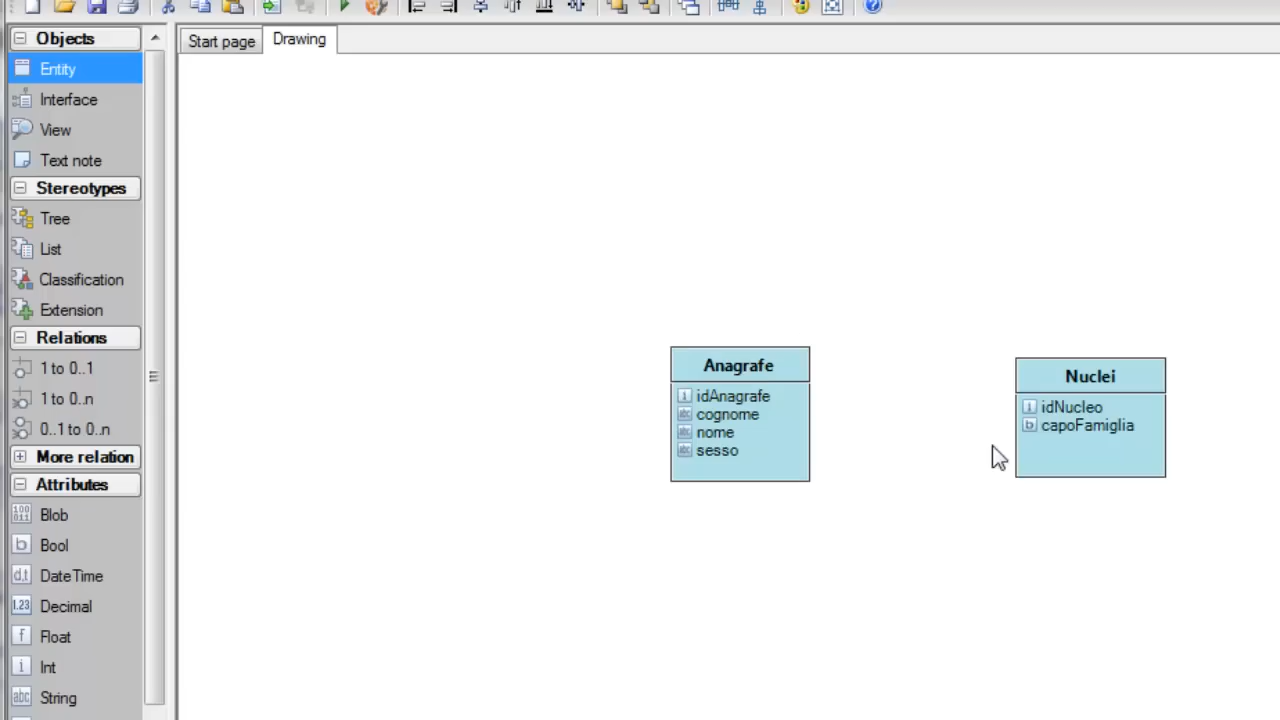 Start page
Drawing
Objects
Entity
Interface
View
Text note
Stereotypes
Tree
List
Classification
Extension
Relations
1 to 0..1
1 to 0..n
0..1 to 0..n
More relation
Attributes
Blob
Bool
DateTime
Decimal
Float
Int
String
Anagrafe
idAnagrafe
cognome
nome
sesso
Nuclei
idNucleo
capoFamiglia